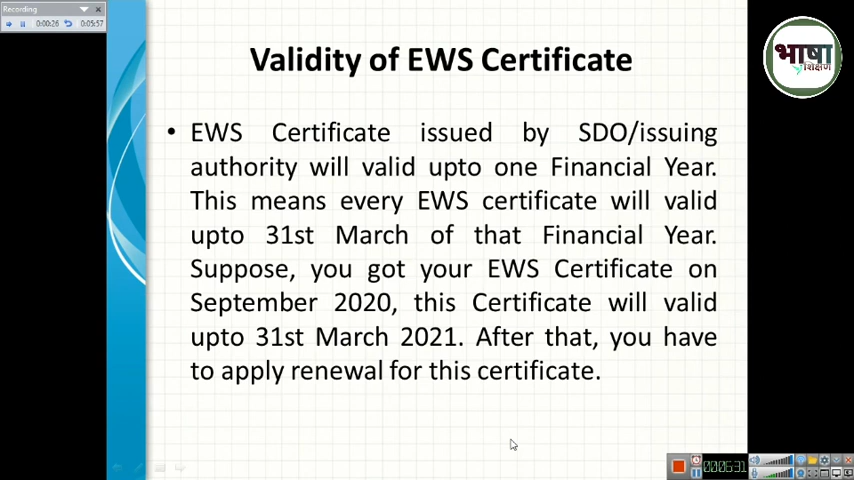 Recording
0:00:26
0:05:57
Validity of EWS Certificate
भाषा
शिक्षण
• EWS Certificate issued by SDO/issuing
authority will valid upto one Financial Year.
This means every EWS certificate will valid
upto 31st March of that Financial Year.
Suppose, you got your EWS Certificate on
September 2020, this Certificate will valid
upto 31st March 2021. After that, you have
to apply renewal for this certificate.
000631